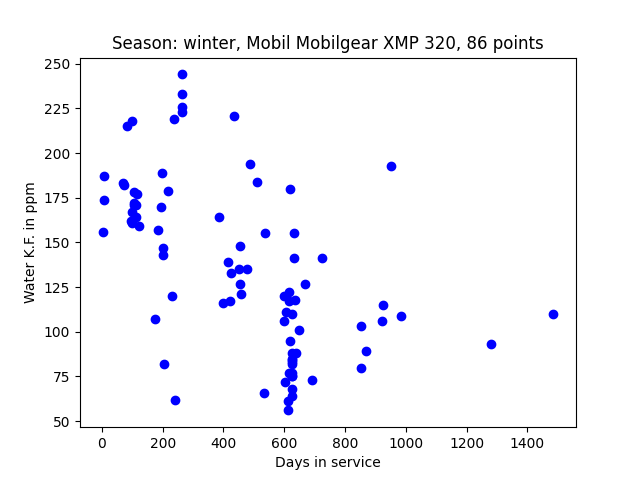 Season: winter, Mobil Mobilgear XMP 320, 86 points
Water K.F. in ppm
250
225
200
175
150
125
100
75
50
0 200 400 600 800 1000 1200 1400
Days in service